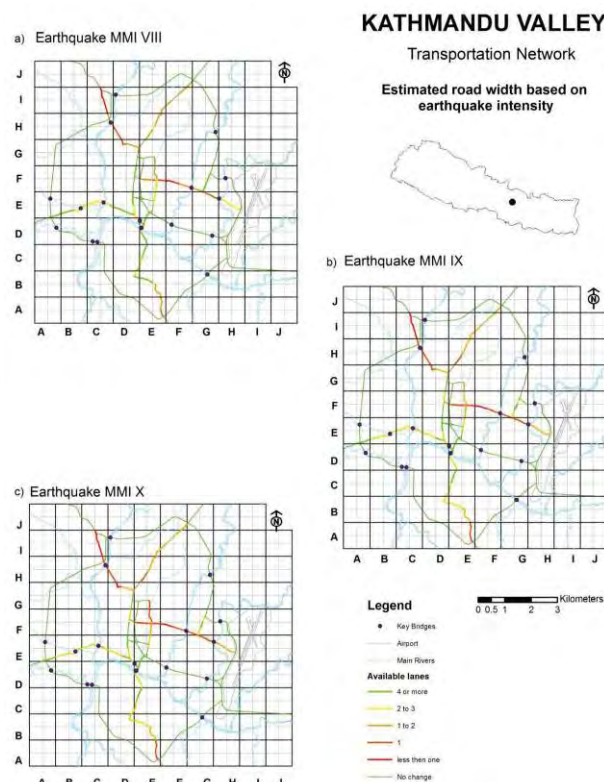 KATHMANDU VALLEY
Transportation Network
Estimated road width based on
earthquake intensity
a) Earthquake MMI VIII
J
I
H
G
F
E
D
C
B
A
A B C D E F G H I J
N
b) Earthquake MMI IX
J
I
H
G
F
E
D
C
B
A
A B C D E F G H I J
N
c) Earthquake MMI X
J
I
H
G
F
E
D
C
B
A
A B C D E F G H I J
N
Kilometers
0 0.5 1 2 3
Legend
Key Bridges
Airport
Main Rivers
Available lanes
4 or more
2 to 3
1 to 2
1
less then one
No change